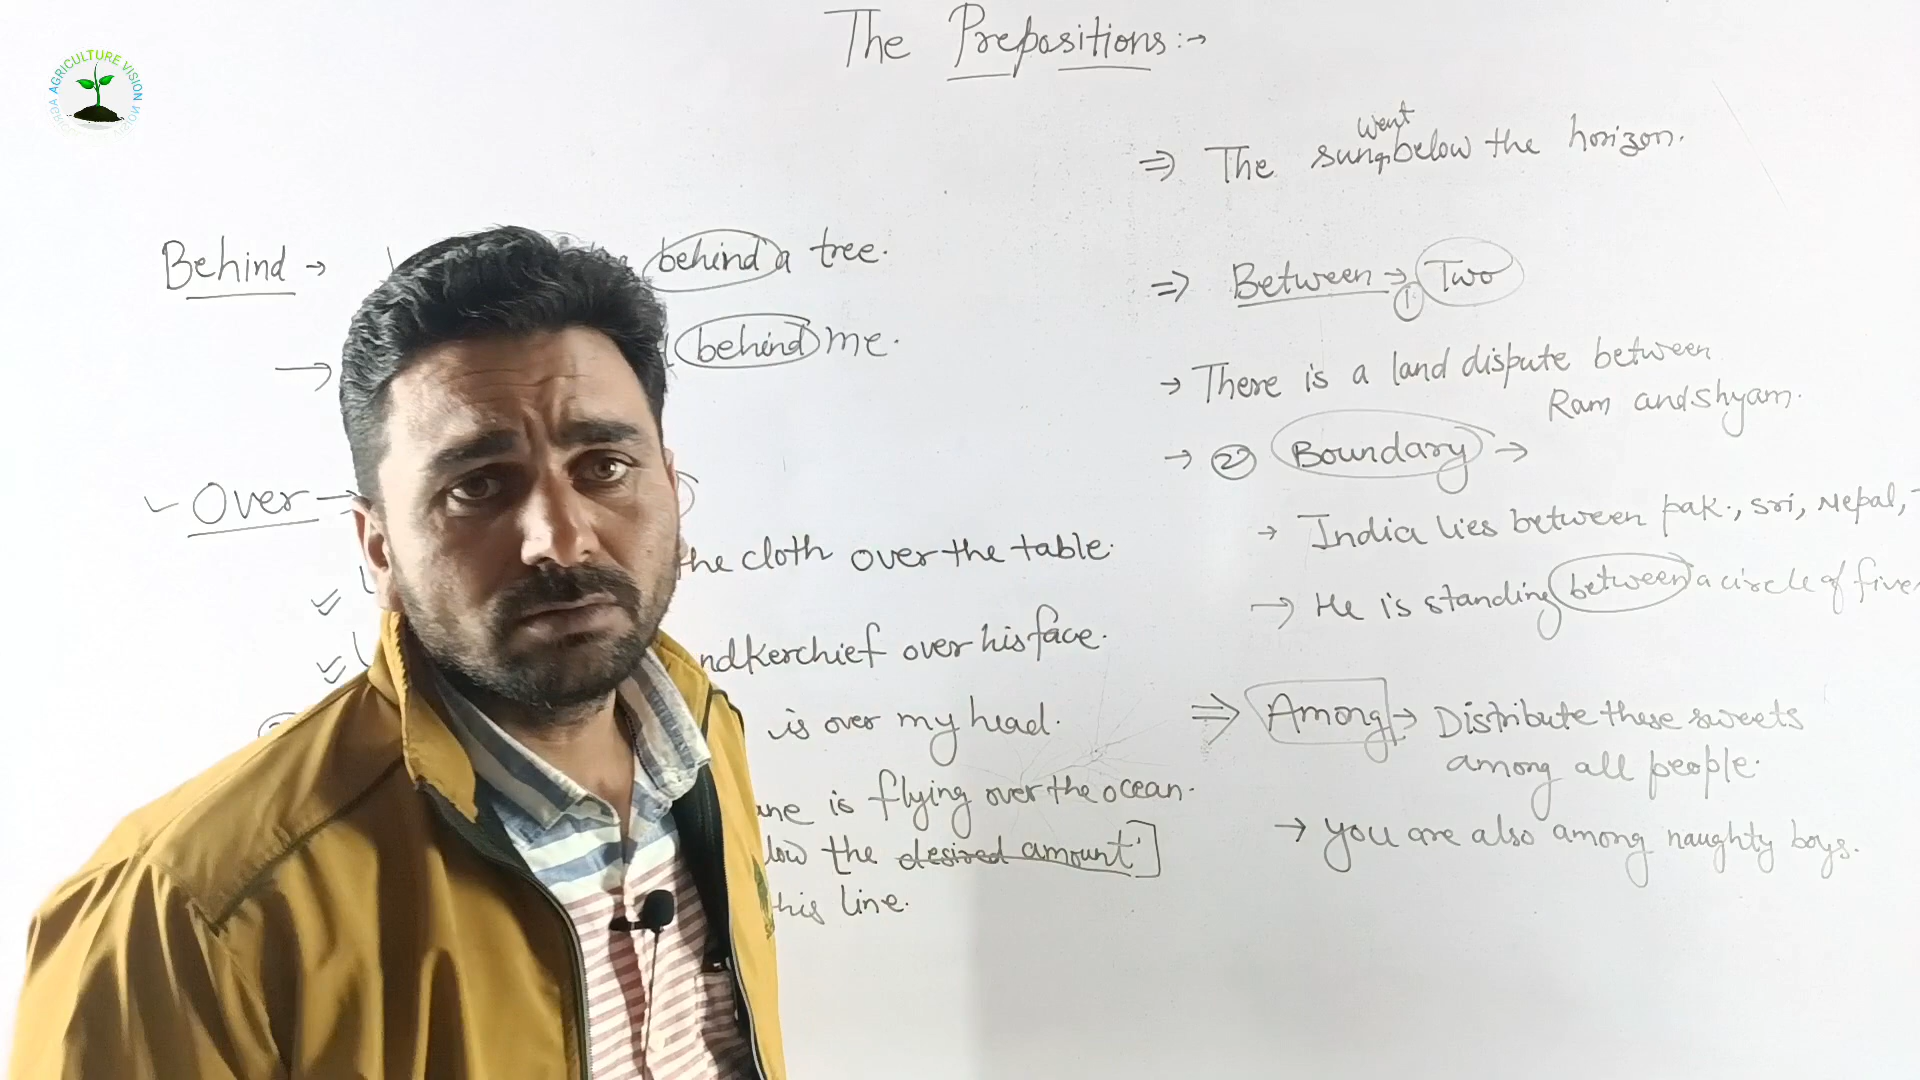 AGRICULTURE VISION
The Prepositions:→
Behind → behind a tree.
→ behind me.
Over →
the cloth over the table.
over his face.
is over my head.
is flying over the ocean.
the desired amount
this line.
⇒ The sun went below the horizon.
⇒ Between → ① Two
→ There is a land dispute between
Ram and Shyam.
→ ② Boundary →
→ India lies between pak., sri, Nepal,
→ He is standing between a circle of five
⇒ Among → Distribute these sweets
among all people.
→ you are also among naughty boys.